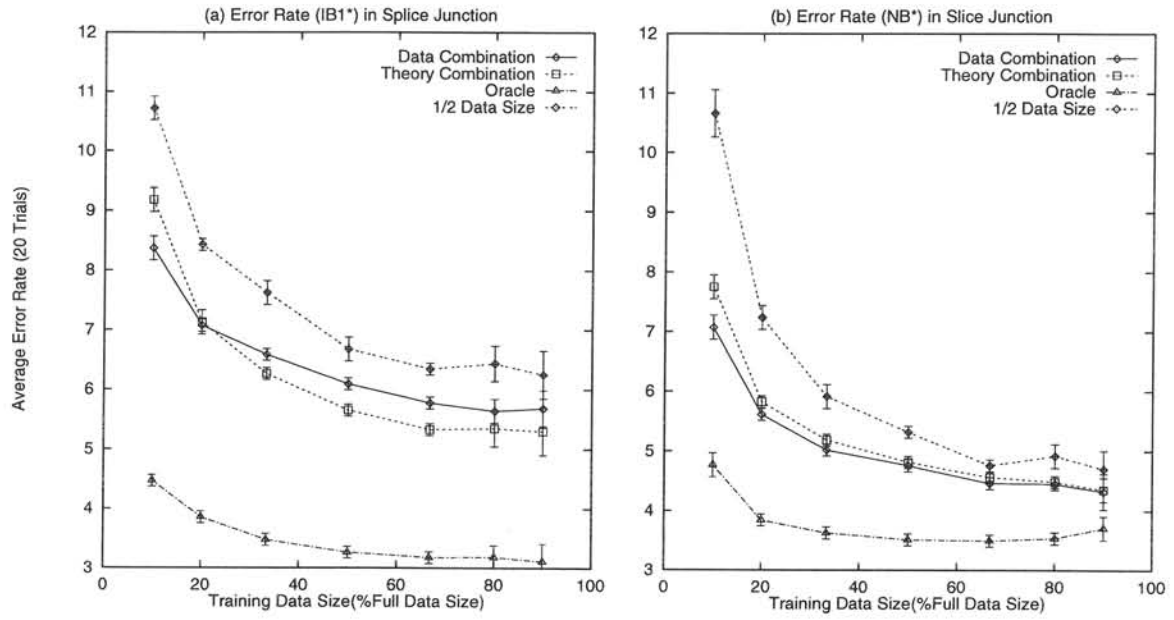 (a) Error Rate (IB1*) in Splice Junction
12
11
10
9
8
7
6
5
4
3
Data Combination
Theory Combination
Oracle
1/2 Data Size
0
20
40
60
80
100
Training Data Size(%Full Data Size)
Average Error Rate (20 Trials)
(b) Error Rate (NB*) in Slice Junction
12
11
10
9
8
7
6
5
4
3
Data Combination
Theory Combination
Oracle
1/2 Data Size
0
20
40
60
80
100
Training Data Size(%Full Data Size)